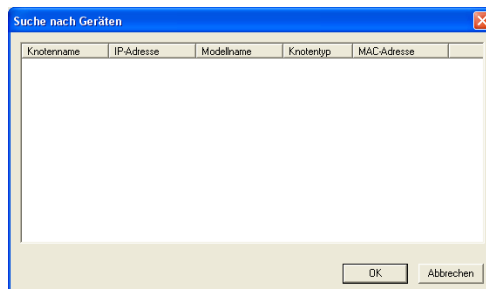 Suche nach Geräten
Knotenname IP-Adresse Modellname Knotentyp MAC-Adresse
OK Abbrechen